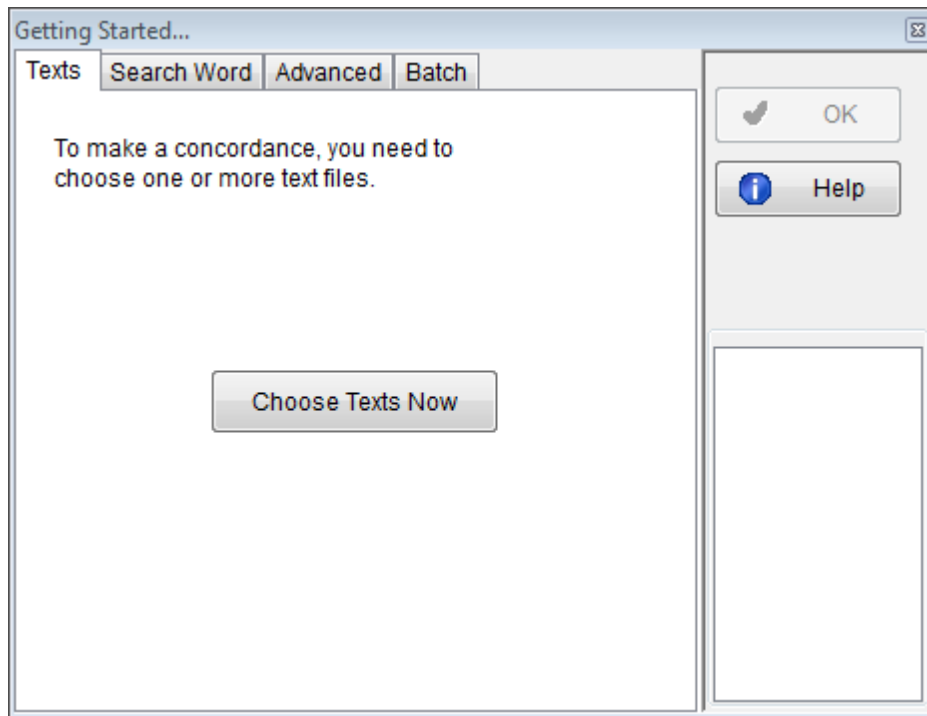 Getting Started...
Texts Search Word Advanced Batch
To make a concordance, you need to
choose one or more text files.
Choose Texts Now
OK
Help